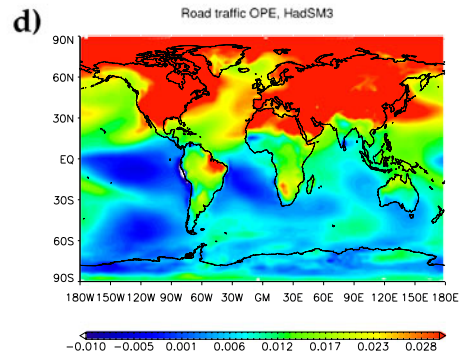 d)
Road traffic OPE, HadSM3
90N
60N
30N
EQ
30S
60S
90S
180W 150W 120W 90W 60W 30W GM 30E 60E 90E 120E 150E 180E
-0.010 -0.005 0.001 0.006 0.012 0.017 0.023 0.028